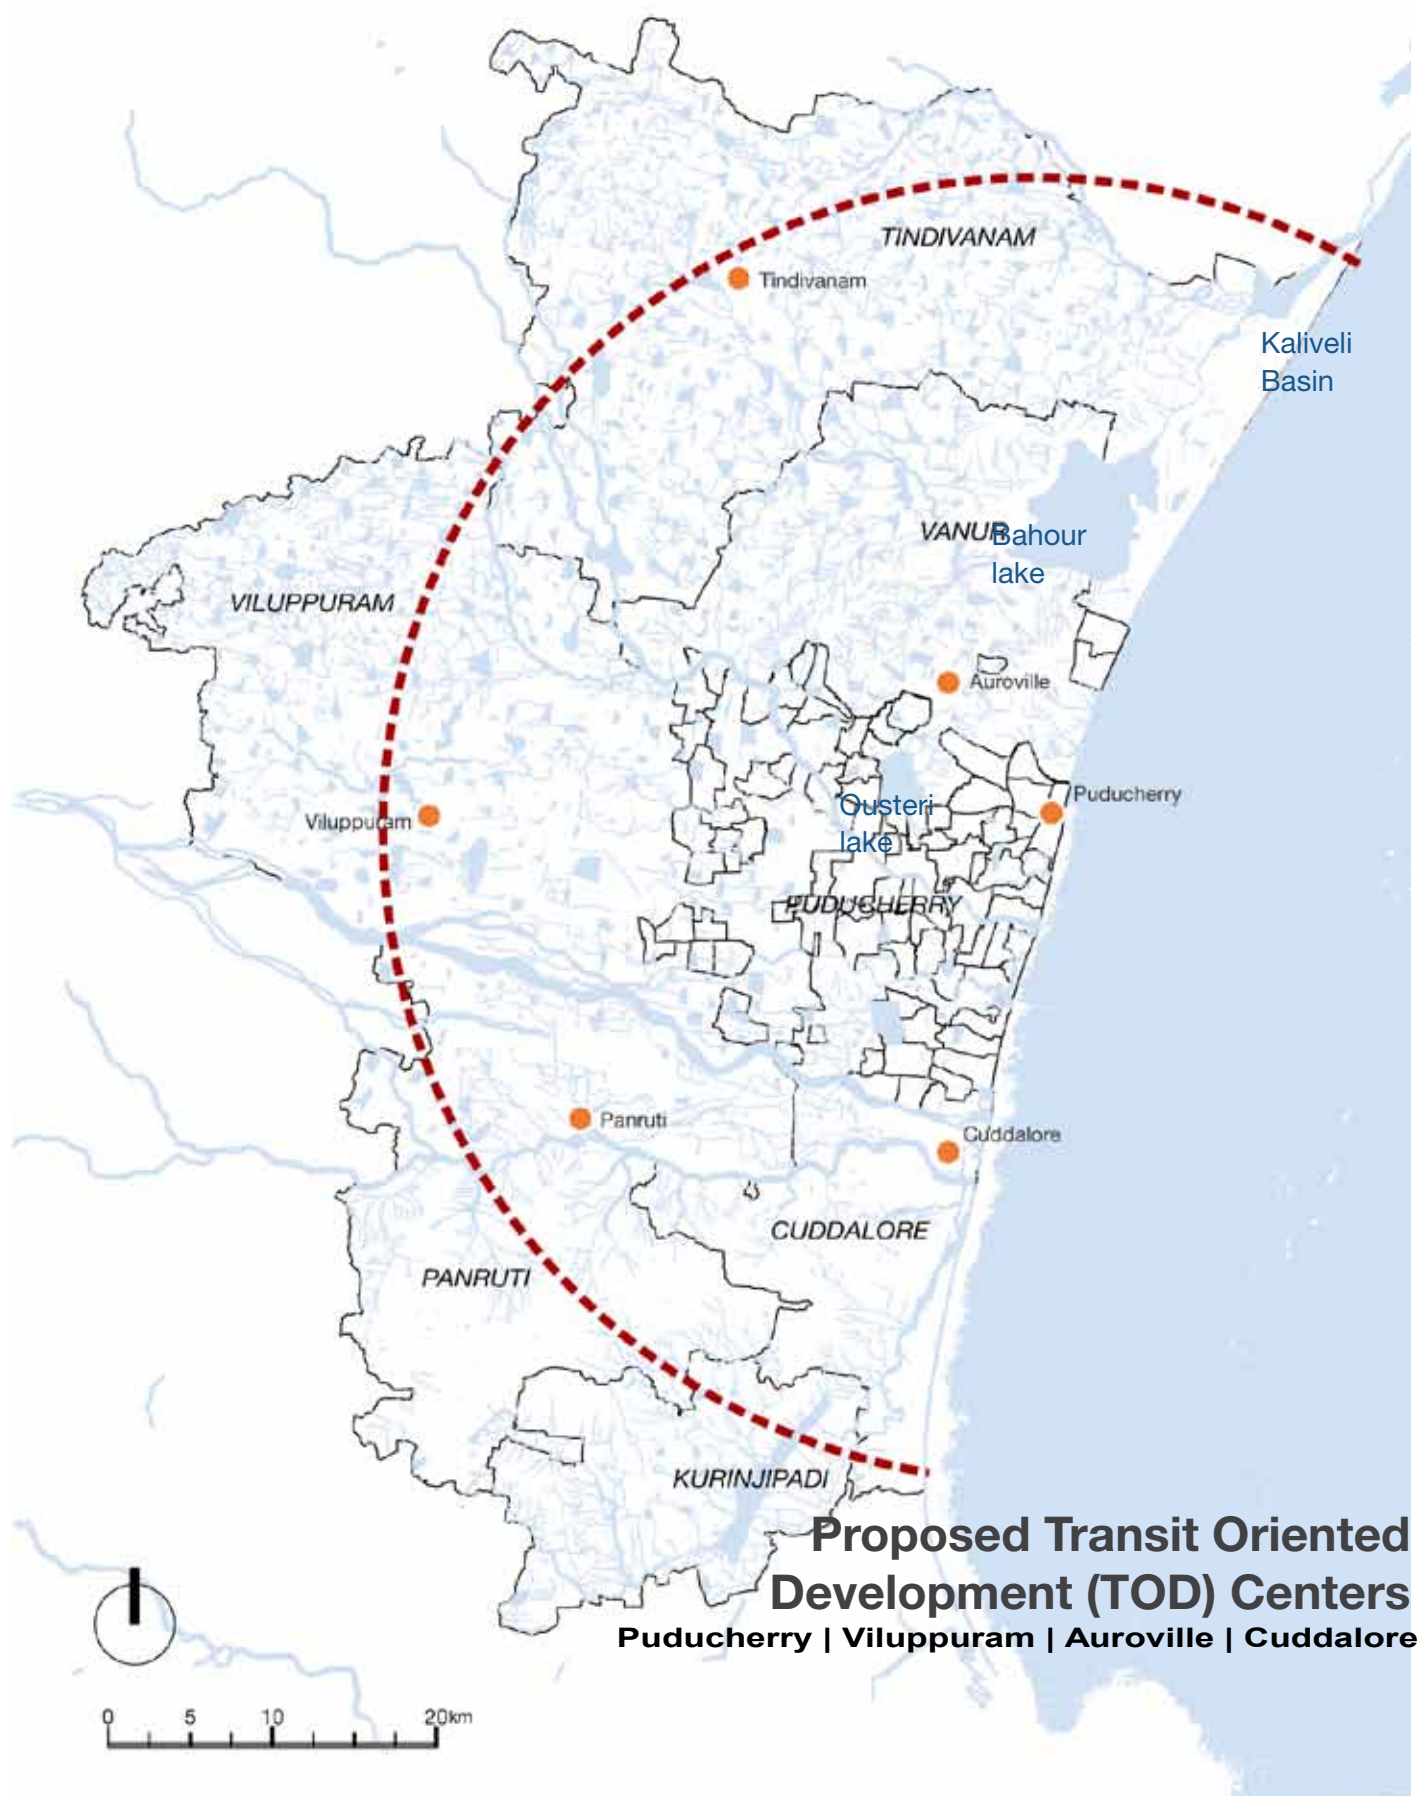 TINDIVANAM
Tindivanam
Kaliveli
Basin
VANUR
Bahour
lake
VILUPPURAM
Auroville
Puducherry
Ousteri
lake
Viluppuram
PUDUCHERRY
Panruti
Cuddalore
CUDDALORE
PANRUTI
KURINJIPADI
Proposed Transit Oriented
Development (TOD) Centers
Puducherry | Viluppuram | Auroville | Cuddalore
0 5 10 20km